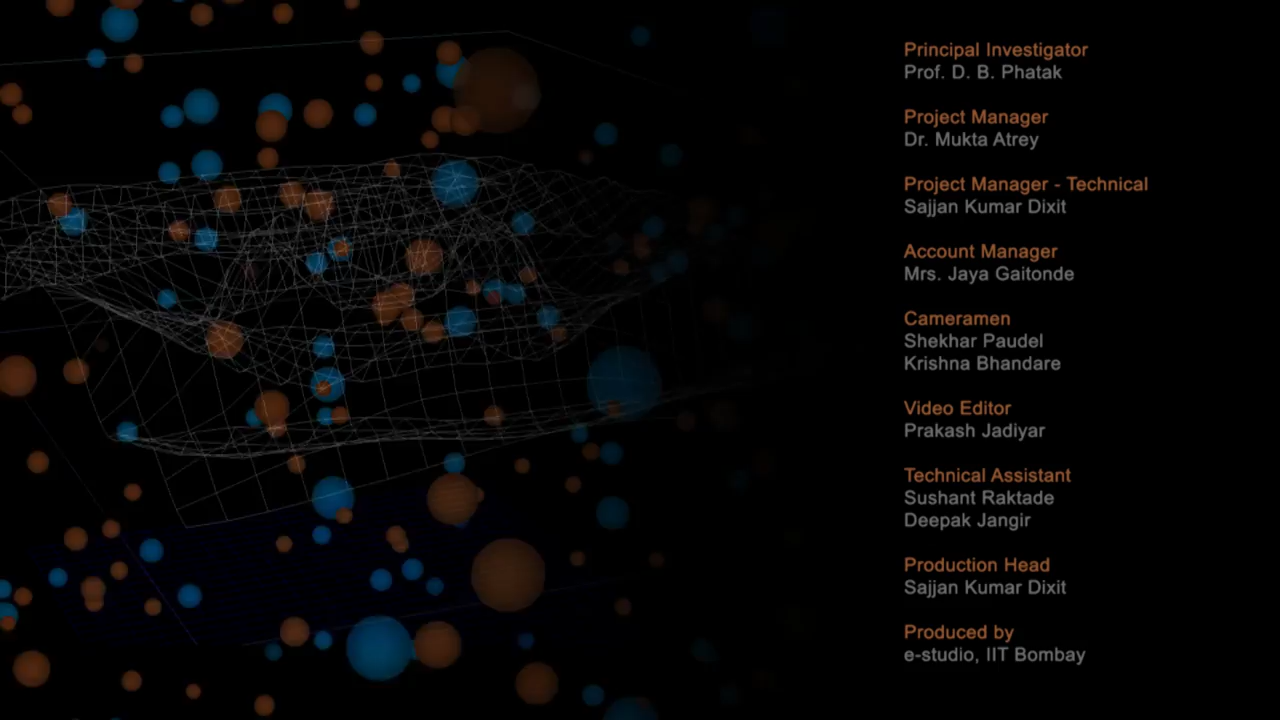 Principal Investigator
Prof. D. B. Phatak
Project Manager
Dr. Mukta Atrey
Project Manager - Technical
Sajjan Kumar Dixit
Account Manager
Mrs. Jaya Gaitonde
Cameramen
Shekhar Paudel
Krishna Bhandare
Video Editor
Prakash Jadiyar
Technical Assistant
Sushant Raktade
Deepak Jangir
Production Head
Sajjan Kumar Dixit
Produced by
e-studio, IIT Bombay